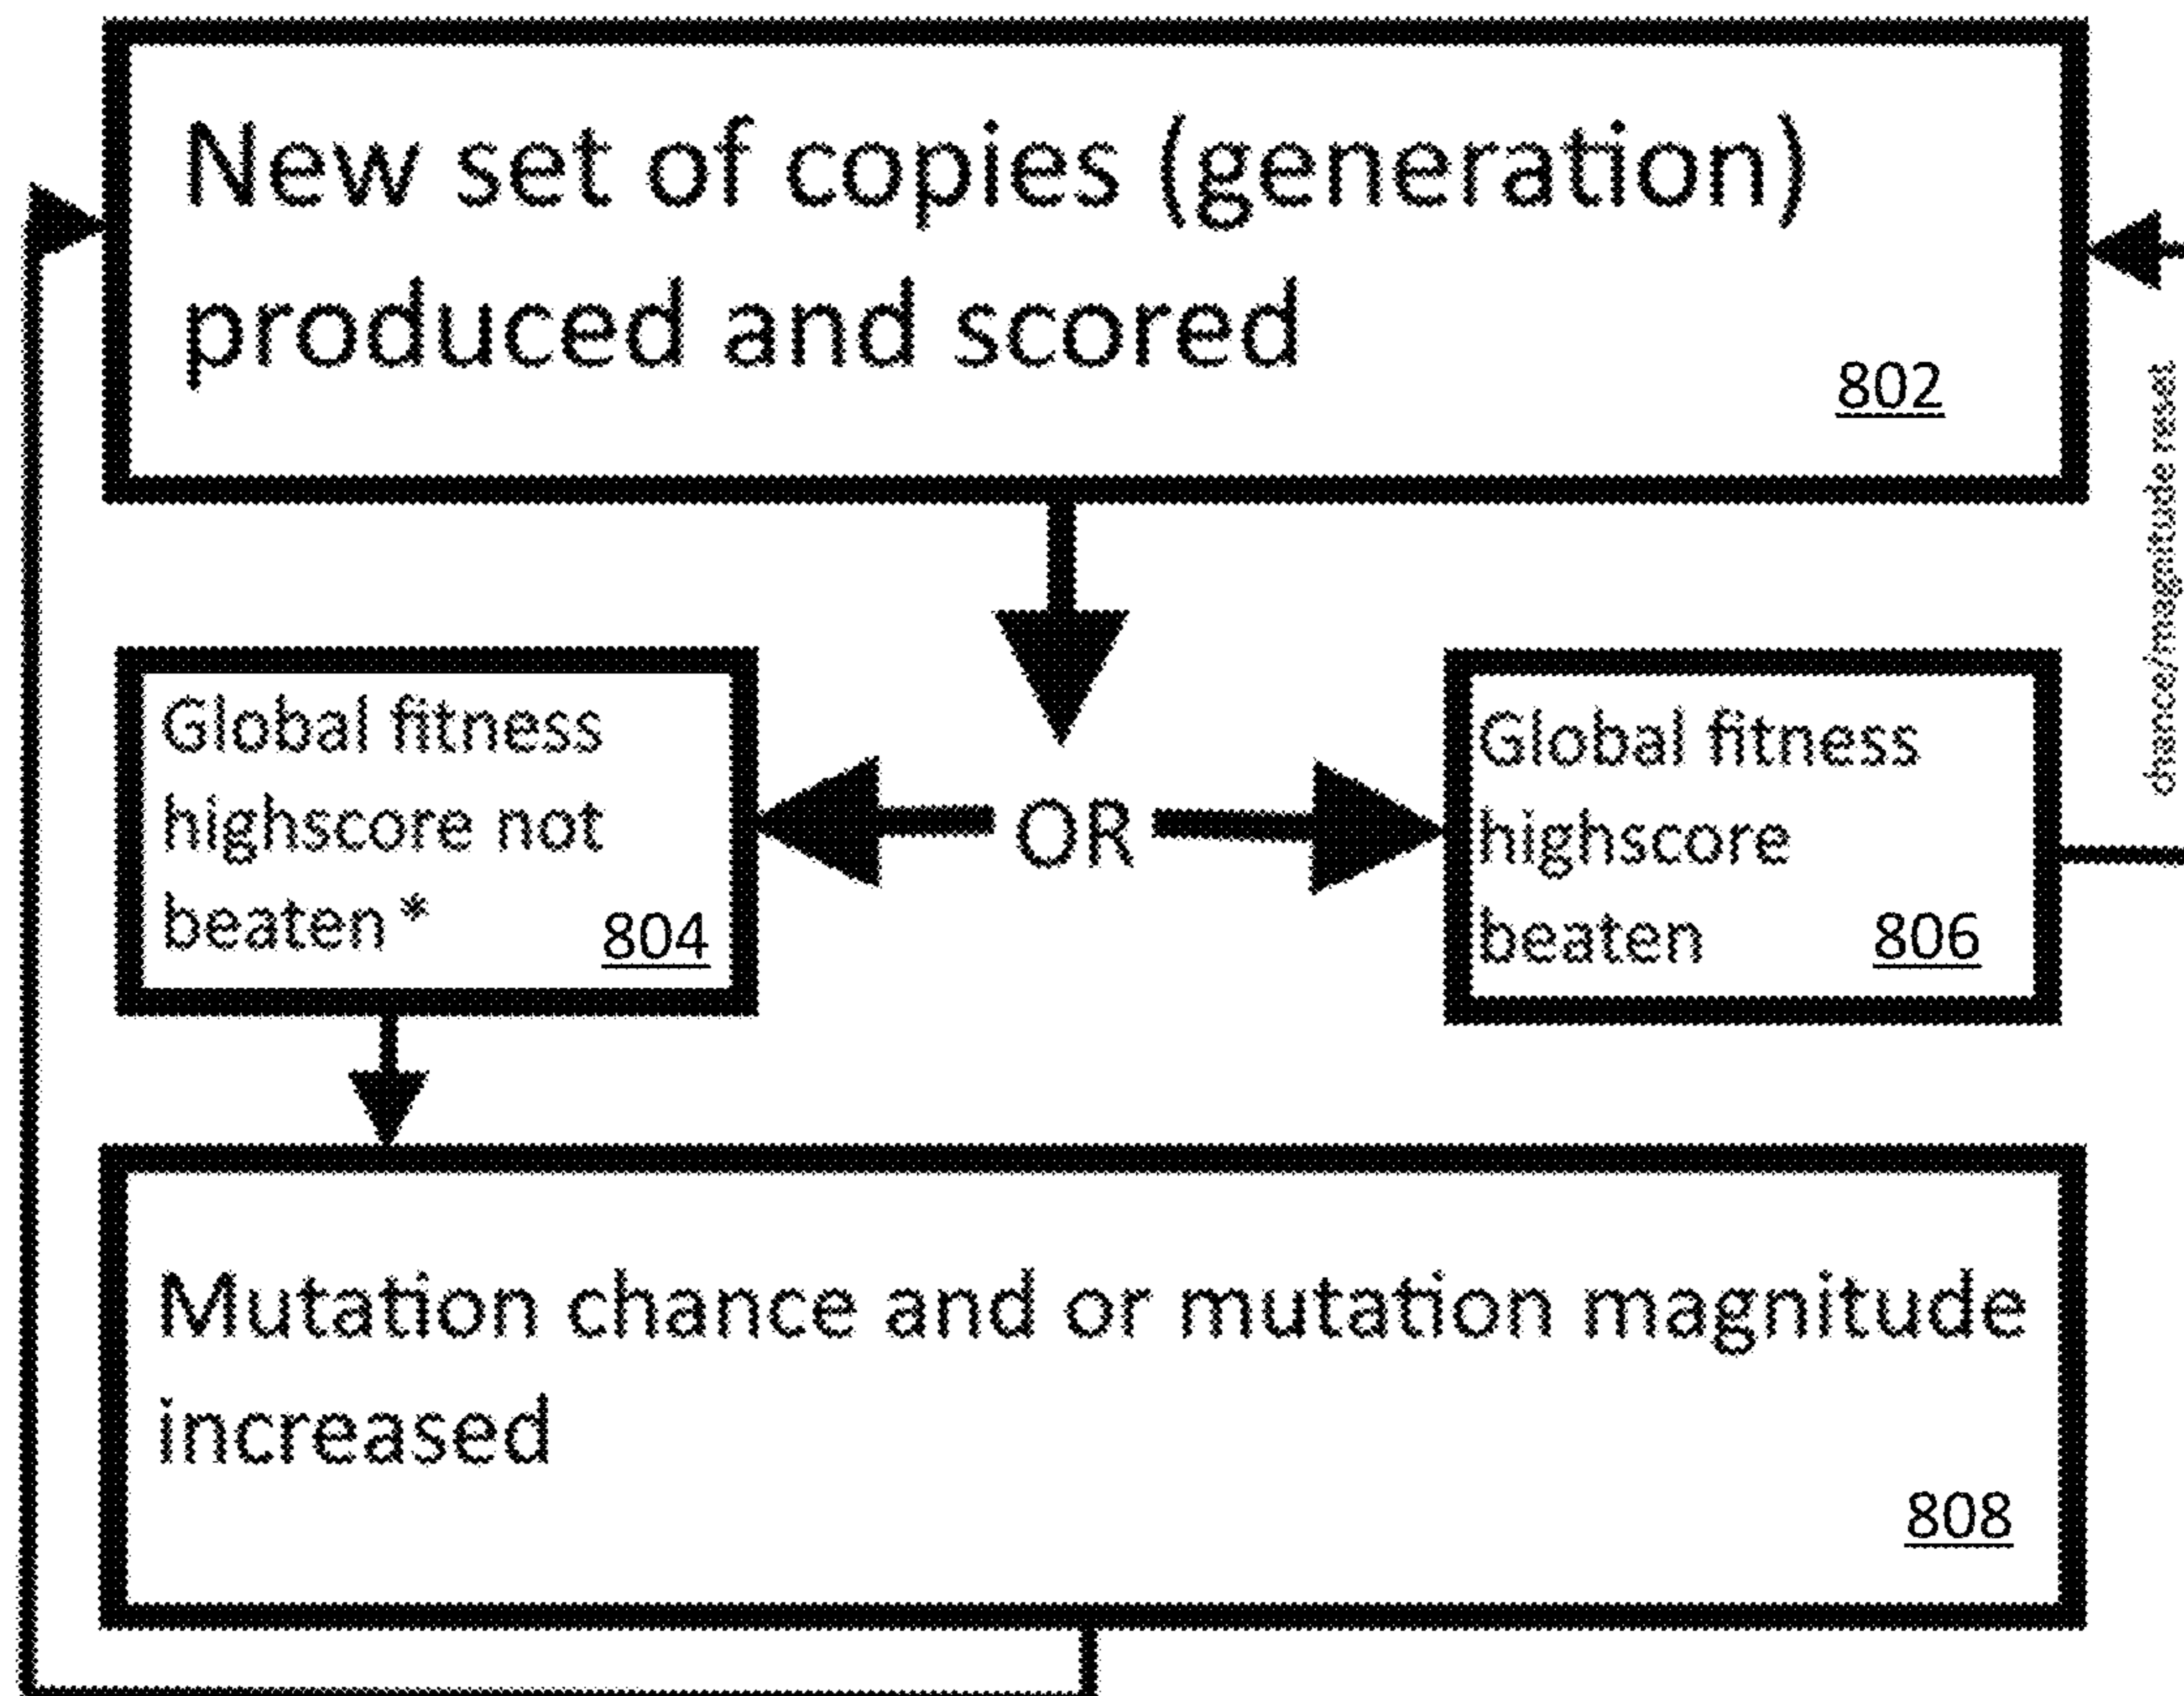 New set of copies (generation)
produced and scored
802
chance/magnitude reset
Global fitness
highscore not
beaten *
804
OR
Global fitness
highscore
beaten
806
Mutation chance and or mutation magnitude
increased
808